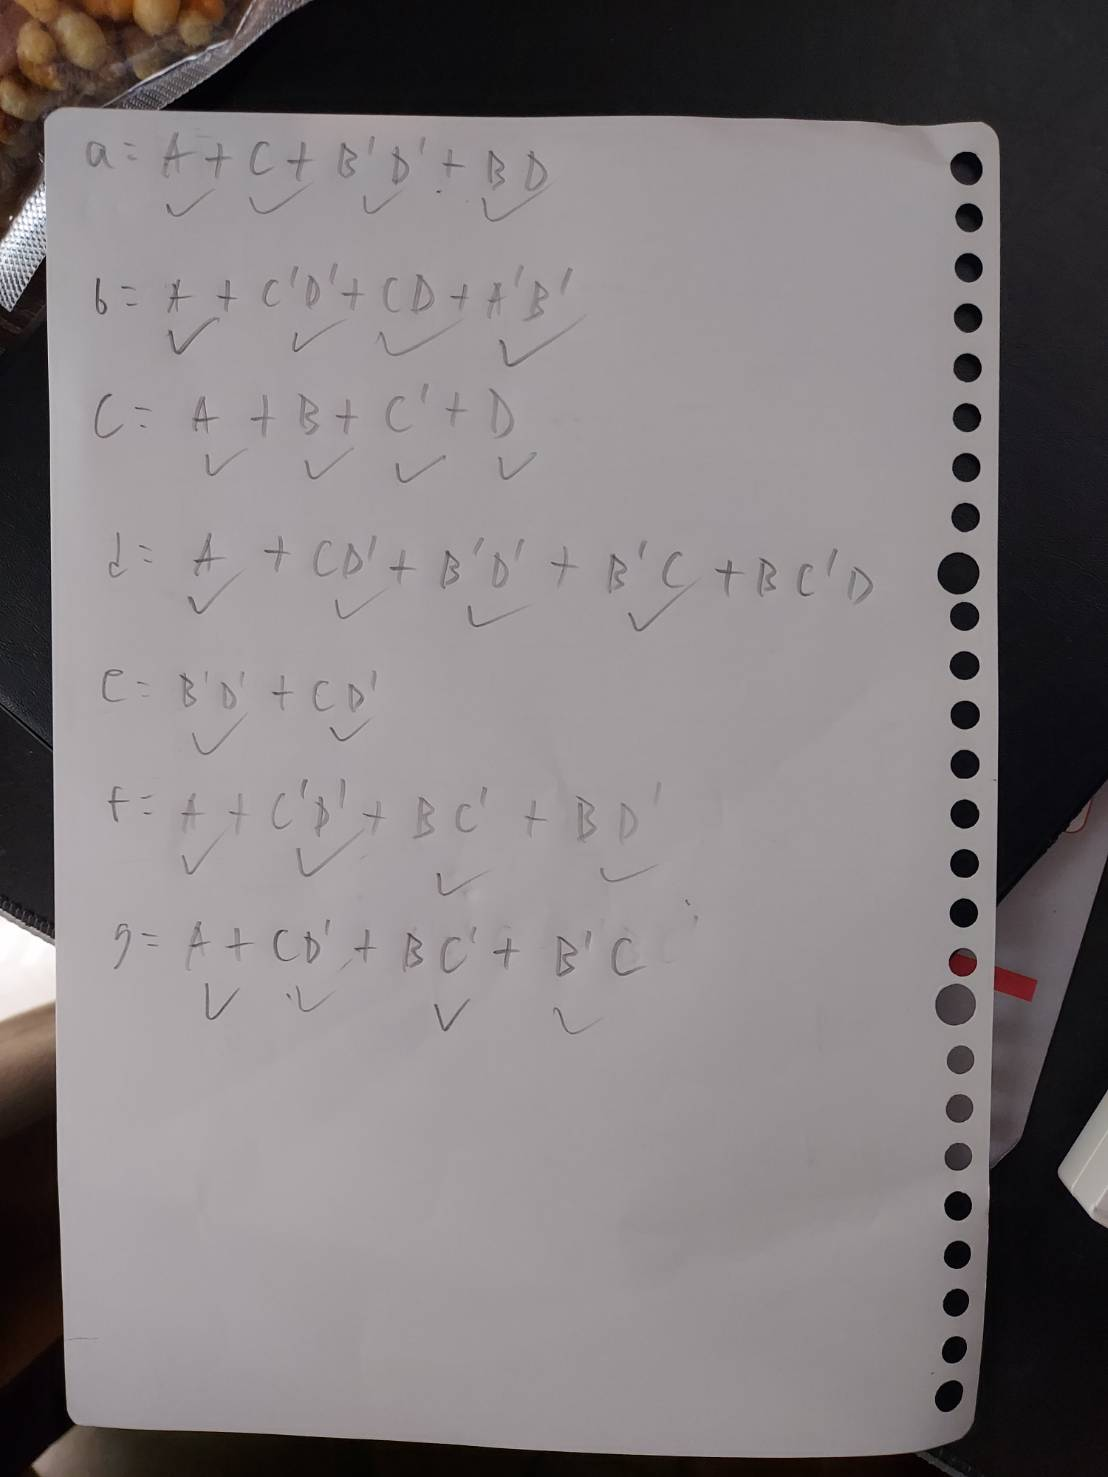 a= A + C + B'D' + BD
b= A + C'D' + CD + A'B'
C= A + B + C' + D
d= A + CD' + B'D' + B'C + BC'D
e= B'D' + CD'
f= A + C'D' + BC' + BD'
g= A + CD' + BC' + B'C